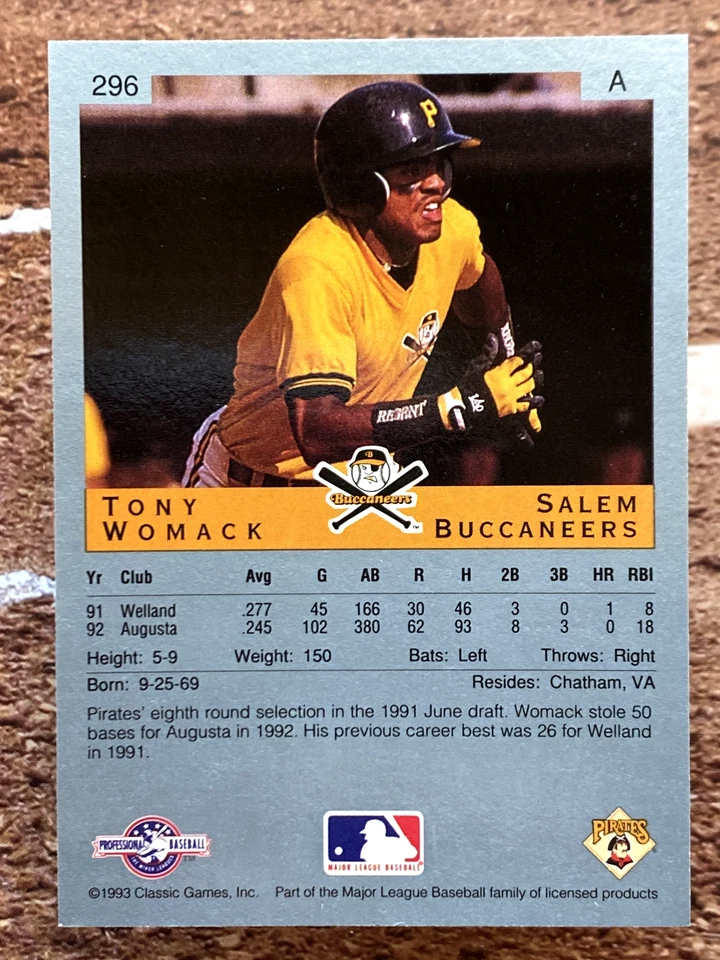 296 A
P
REDENT
Buccaneers
TONY WOMACK
SALEM BUCCANEERS
Yr Club Avg G AB R H 2B 3B HR RBI
91 Welland .277 45 166 30 46 3 0 1 8
92 Augusta .245 102 380 62 93 8 3 0 18
Height: 5-9 Weight: 150 Bats: Left Throws: Right
Born: 9-25-69 Resides: Chatham, VA
Pirates' eighth round selection in the 1991 June draft. Womack stole 50
bases for Augusta in 1992. His previous career best was 26 for Welland
in 1991.
PROFESSIONAL BASEBALL
THE MINOR LEAGUES
MAJOR LEAGUE BASEBALL
PIRATES
©1993 Classic Games, Inc. Part of the Major League Baseball family of licensed products